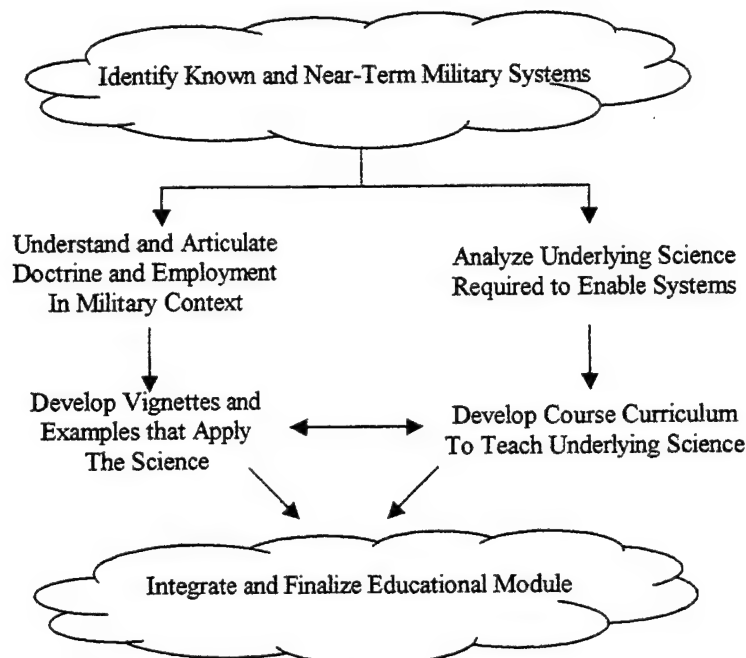 Identify Known and Near-Term Military Systems
Understand and Articulate
Doctrine and Employment
In Military Context
Analyze Underlying Science
Required to Enable Systems
Develop Vignettes and
Examples that Apply
The Science
Develop Course Curriculum
To Teach Underlying Science
Integrate and Finalize Educational Module